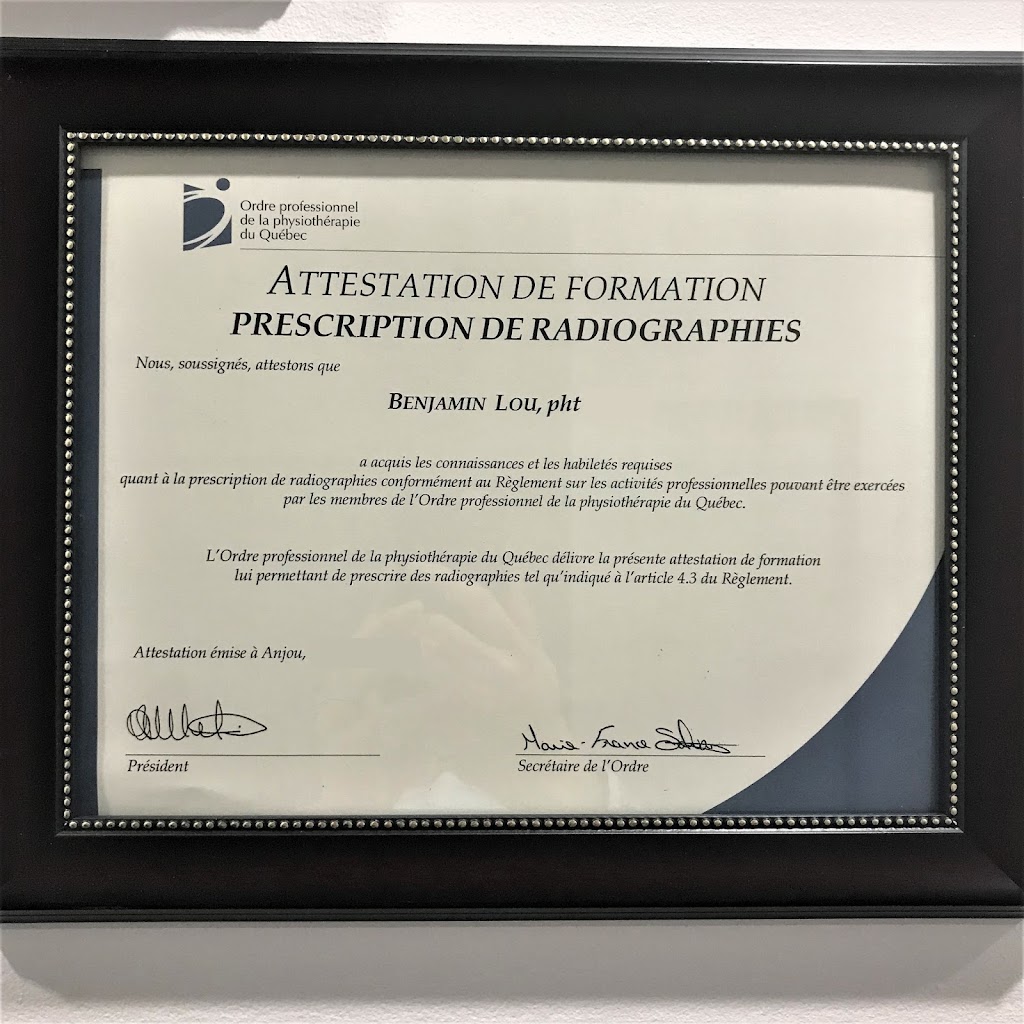 Ordre professionnel
de la physiothérapie
du Québec
ATTESTATION DE FORMATION
PRESCRIPTION DE RADIOGRAPHIES
Nous, soussignés, attestons que
BENJAMIN LOU, pht
a acquis les connaissances et les habiletés requises
quant à la prescription de radiographies conformément au Règlement sur les activités professionnelles pouvant être exercées
par les membres de l'Ordre professionnel de la physiothérapie du Québec.
L'Ordre professionnel de la physiothérapie du Québec délivre la présente attestation de formation
lui permettant de prescrire des radiographies tel qu'indiqué à l'article 4.3 du Règlement.
Attestation émise à Anjou,
Marie-France
Président
Secrétaire de l'Ordre